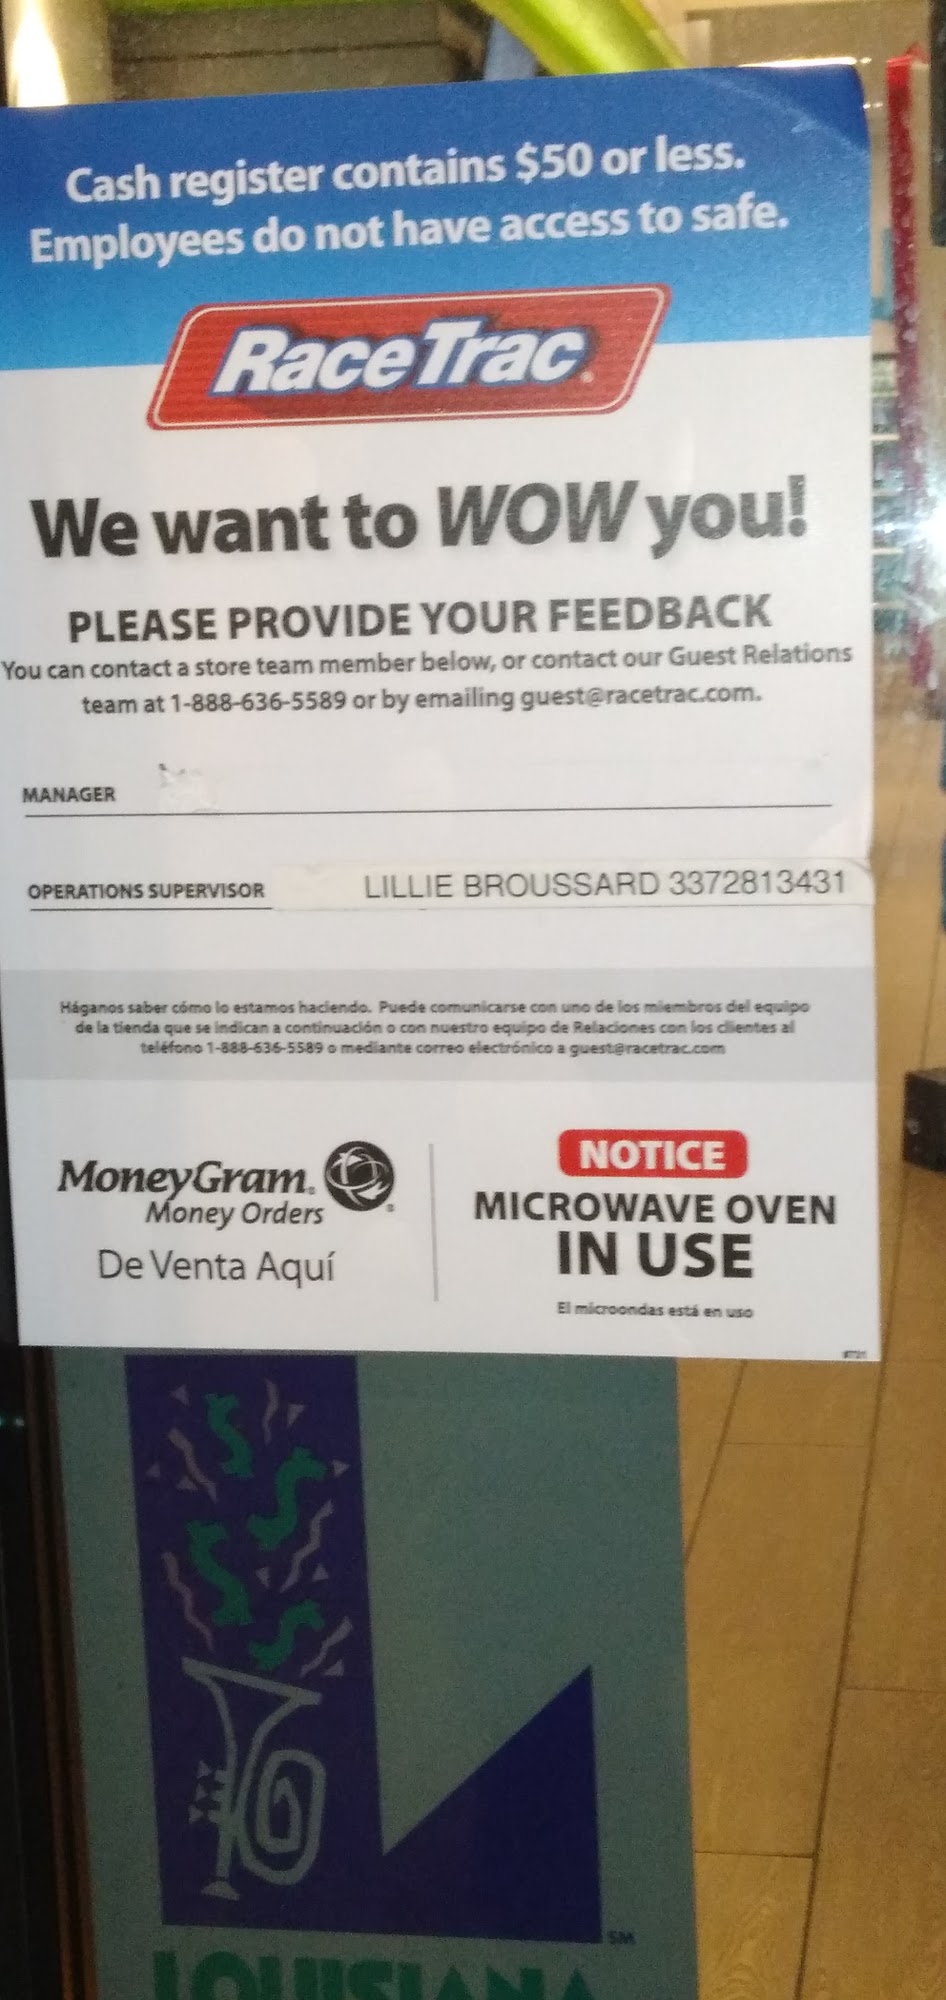 Cash register contains $50 or less.
Employees do not have access to safe.
RaceTrac
We want to WOW you!
PLEASE PROVIDE YOUR FEEDBACK
You can contact a store team member below, or contact our Guest Relations
team at 1-888-636-5589 or by emailing guest@racetrac.com.
MANAGER
OPERATIONS SUPERVISOR LILLIE BROUSSARD 3372813431
Háganos saber cómo lo estamos haciendo. Puede comunicarse con uno de los miembros del equipo
de la tienda que se indican a continuación o con nuestro equipo de Relaciones con los clientes al
teléfono 1-888-636-5589 o mediante correo electrónico a guest@racetrac.com
MoneyGram®
Money Orders
De Venta Aquí
NOTICE
MICROWAVE OVEN
IN USE
El microondas está en uso
SM
LOUISIANA